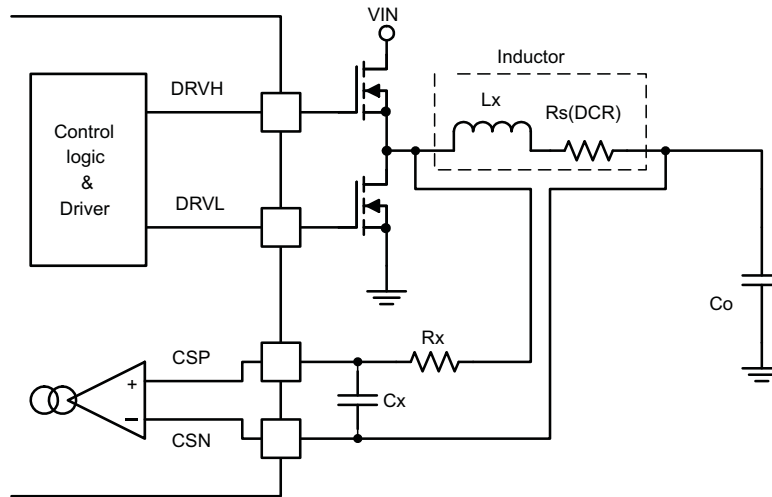 VIN
Inductor
DRVH
Lx
Rs(DCR)
Control
logic
&
Driver
DRVL
Co
Rx
CSP
+
Cx
−
CSN